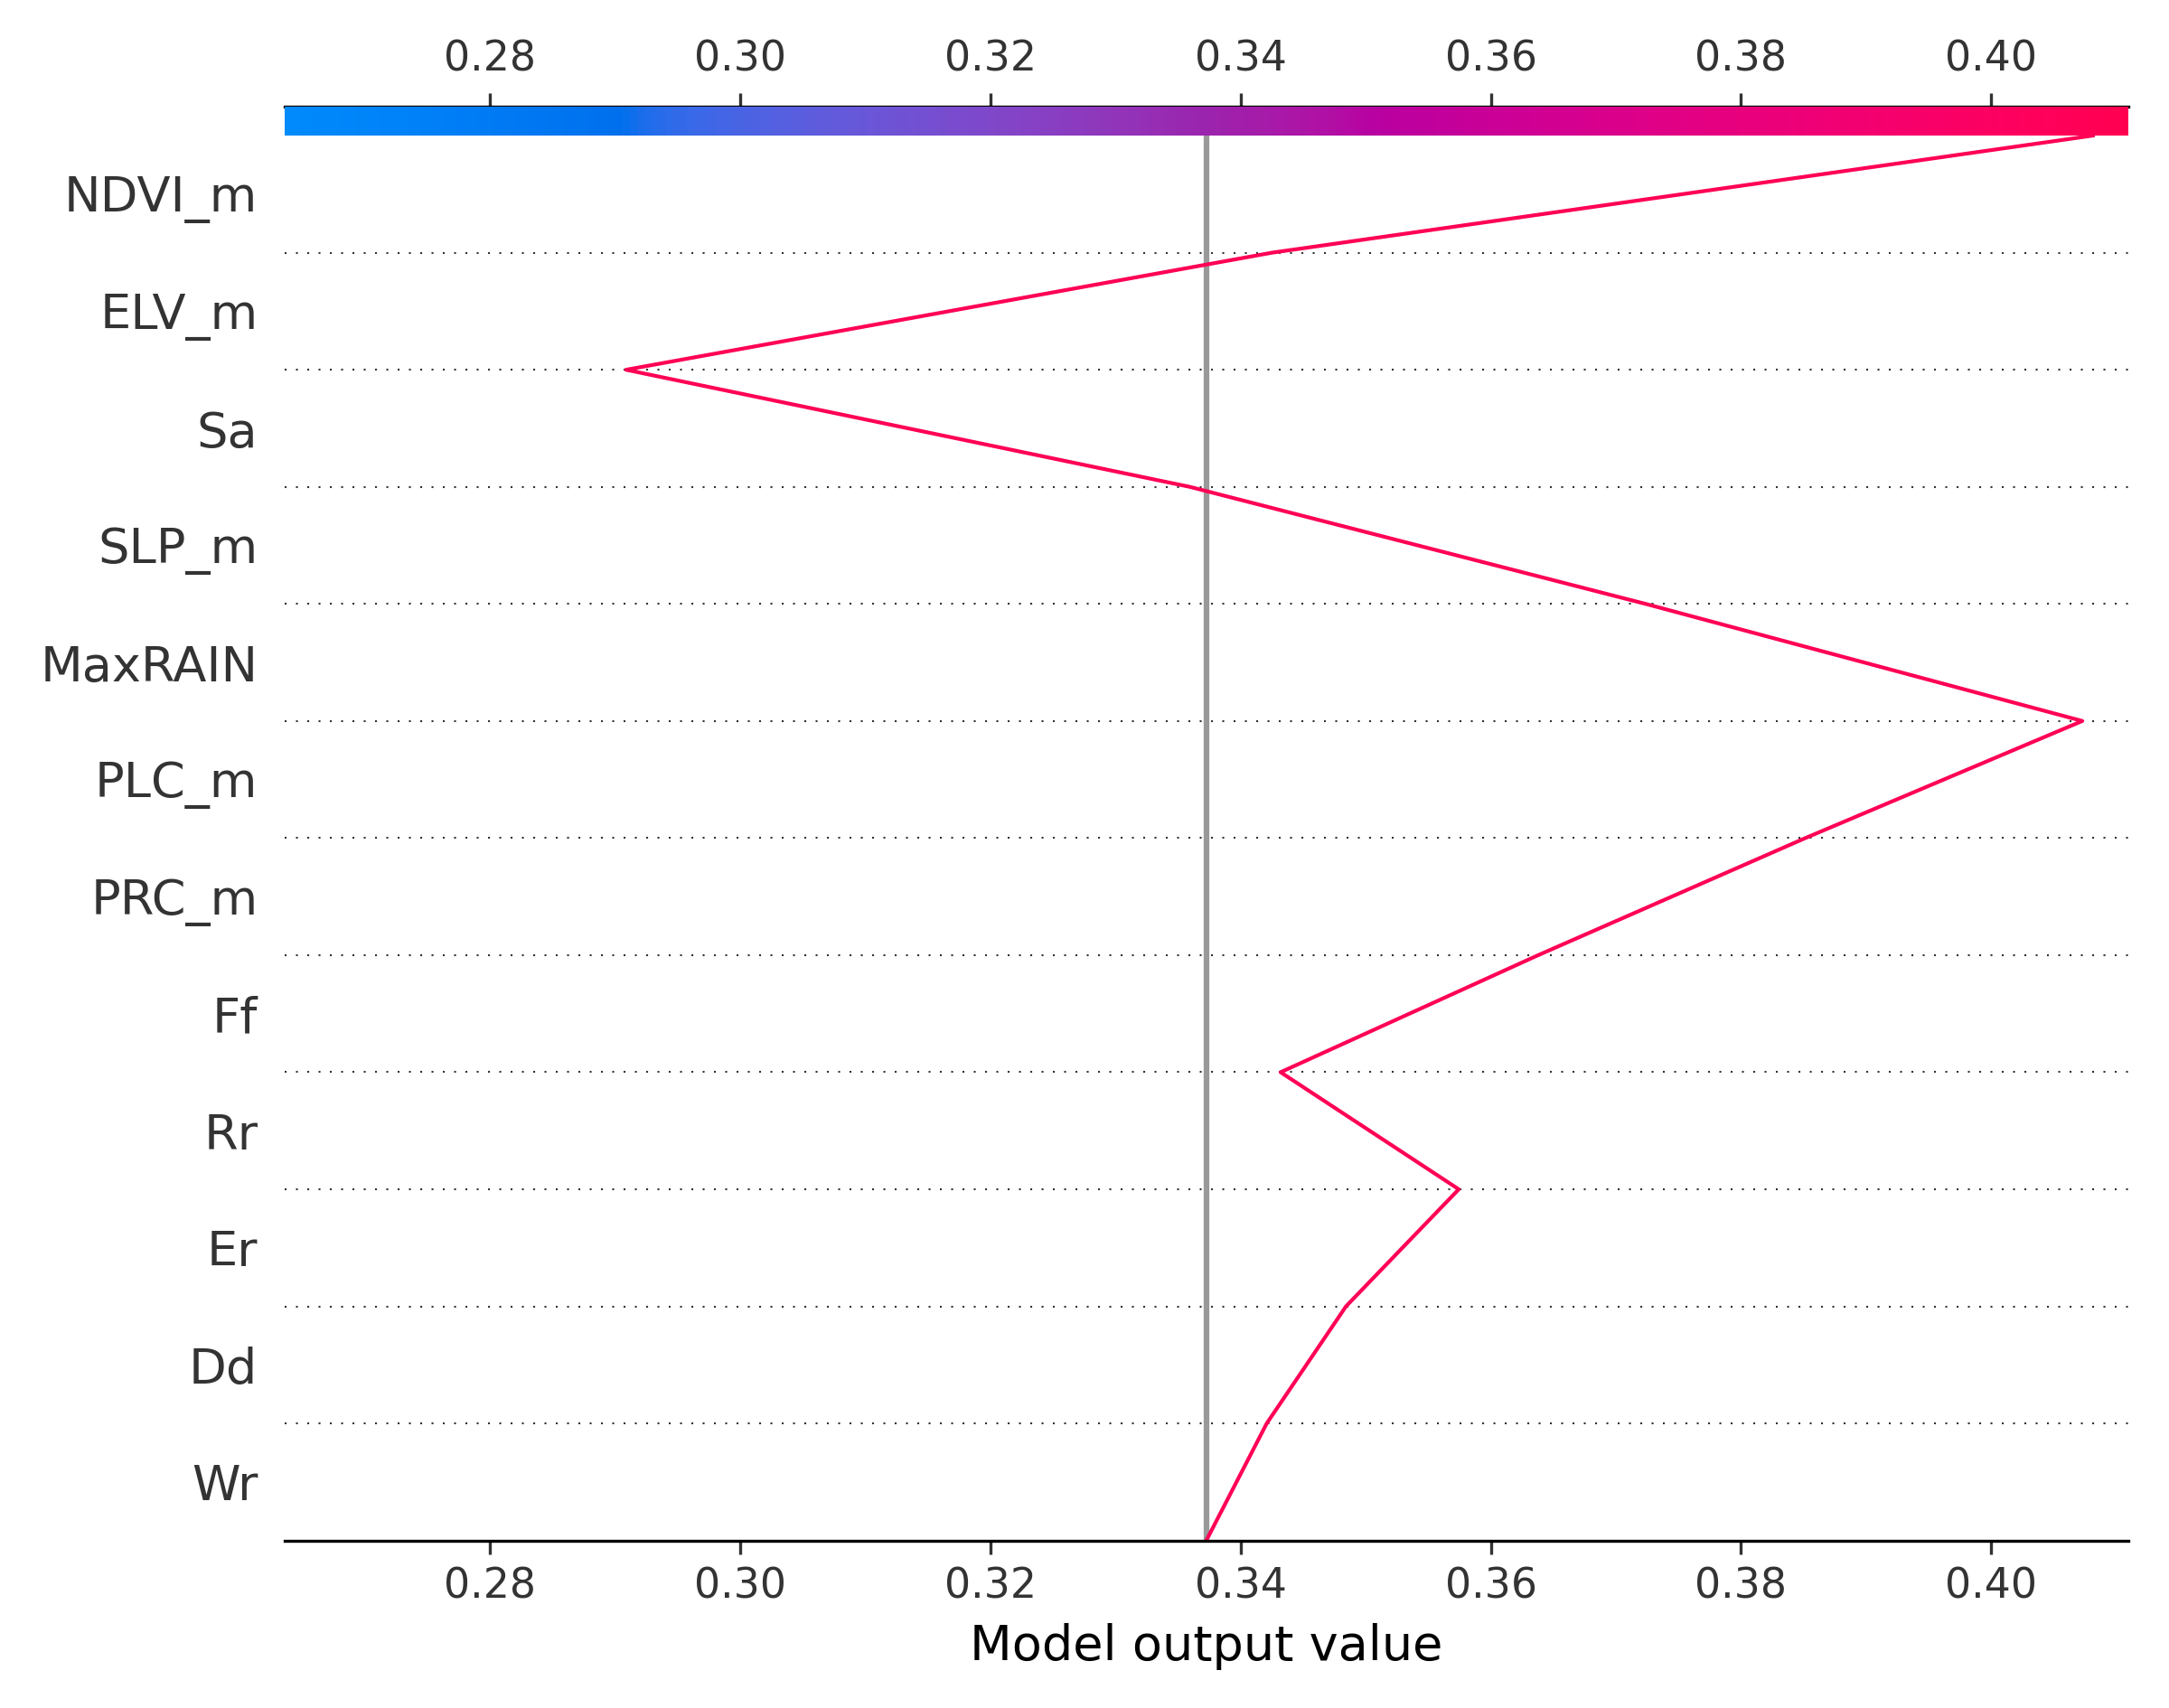 0.28 0.30 0.32 0.34 0.36 0.38 0.40
NDVI_m
ELV_m
Sa
SLP_m
MaxRAIN
PLC_m
PRC_m
Ff
Rr
Er
Dd
Wr
0.28 0.30 0.32 0.34 0.36 0.38 0.40
Model output value